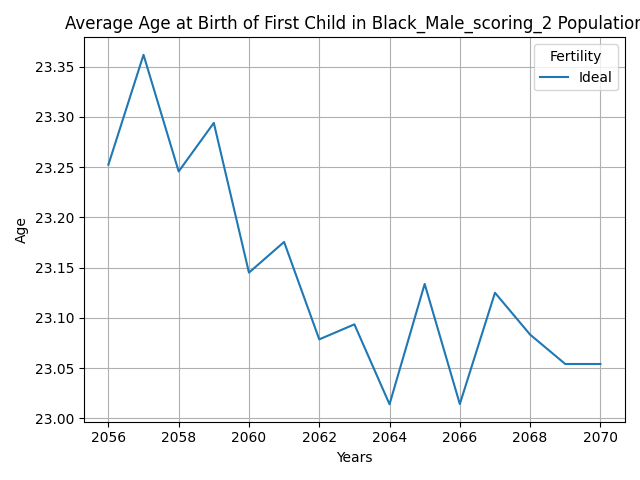 Average Age at Birth of First Child in Black_Male_scoring_2 Population
Fertility
Ideal
23.35
23.30
23.25
23.20
23.15
23.10
23.05
23.00
Age
2056 2058 2060 2062 2064 2066 2068 2070
Years